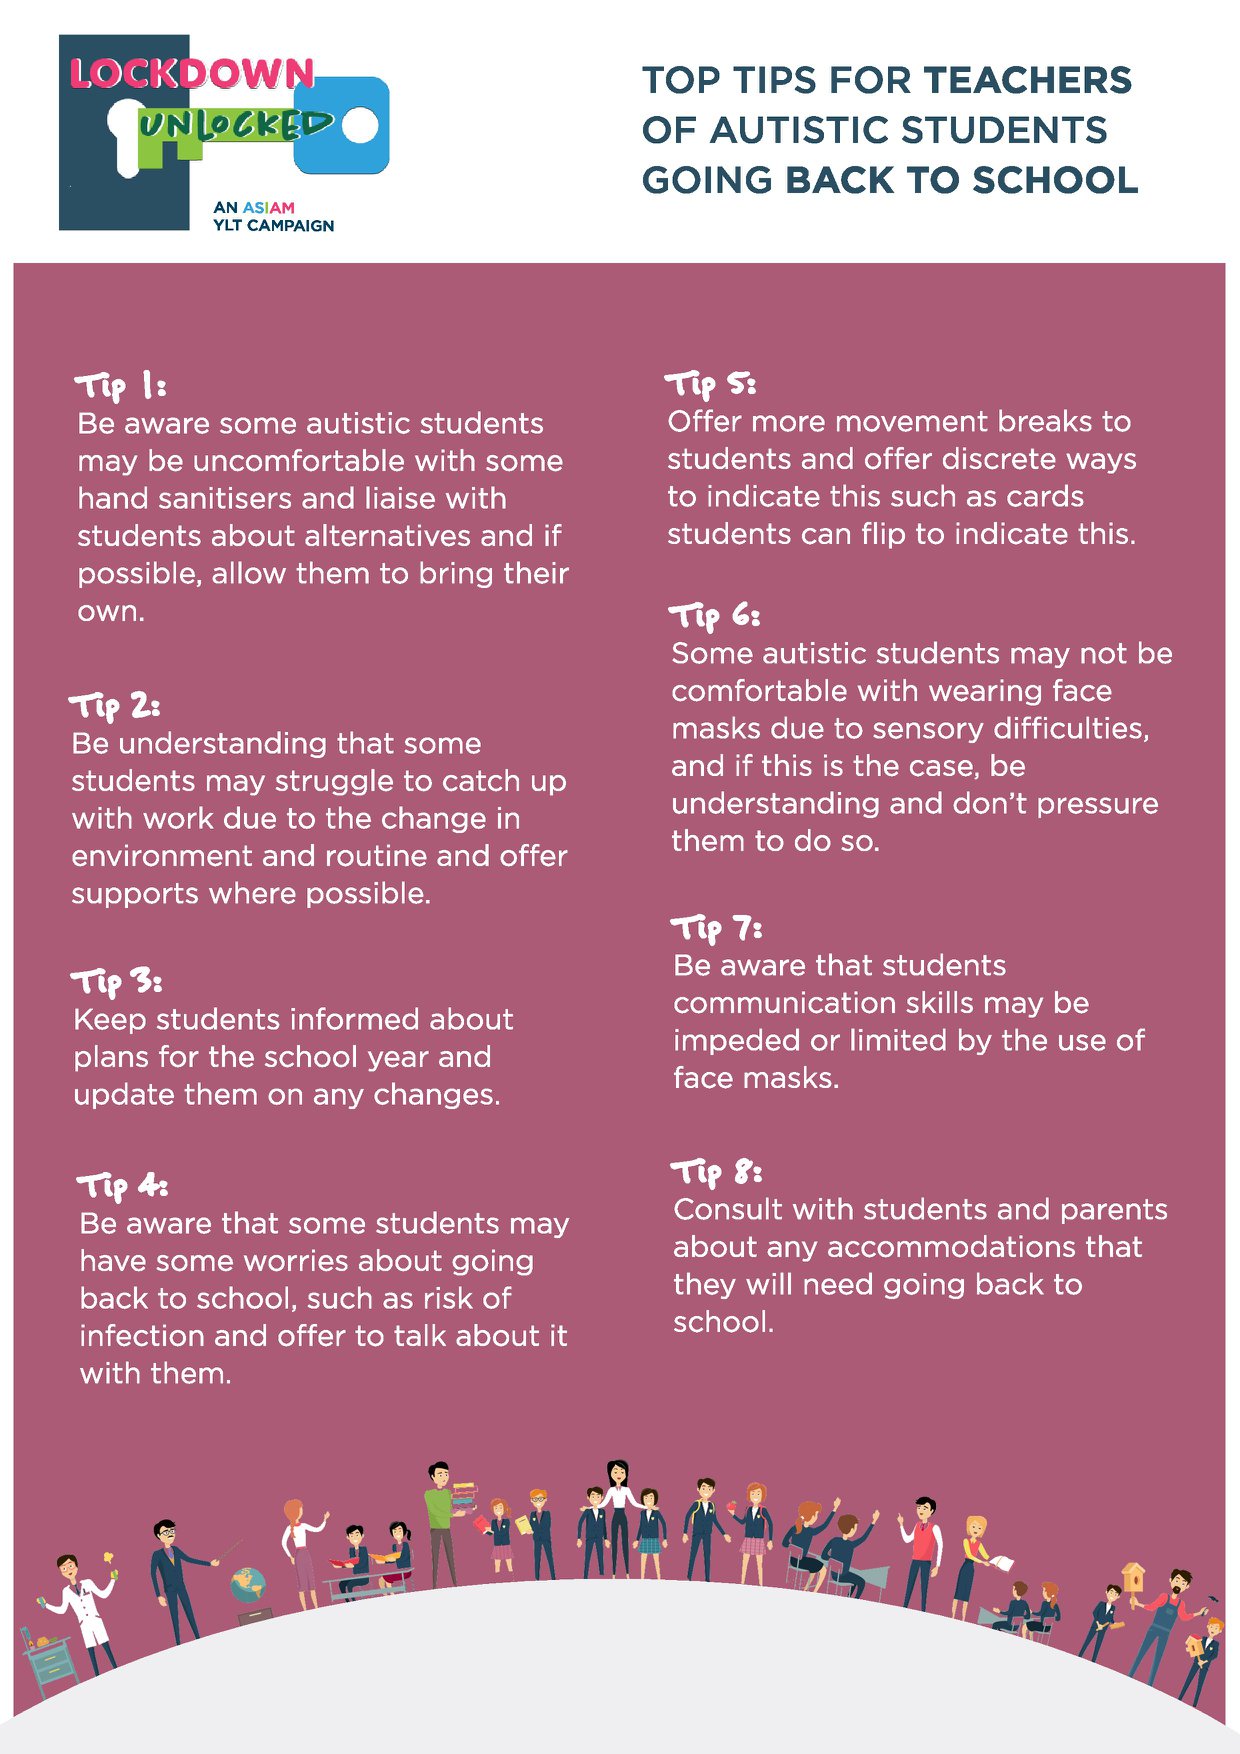 LOCKDOWN
UNLOCKED
AN ASIAM
YLT CAMPAIGN
TOP TIPS FOR TEACHERS
OF AUTISTIC STUDENTS
GOING BACK TO SCHOOL
Tip 1:
Be aware some autistic students
may be uncomfortable with some
hand sanitisers and liaise with
students about alternatives and if
possible, allow them to bring their
own.
Tip 2:
Be understanding that some
students may struggle to catch up
with work due to the change in
environment and routine and offer
supports where possible.
Tip 3:
Keep students informed about
plans for the school year and
update them on any changes.
Tip 4:
Be aware that some students may
have some worries about going
back to school, such as risk of
infection and offer to talk about it
with them.
Tip 5:
Offer more movement breaks to
students and offer discrete ways
to indicate this such as cards
students can flip to indicate this.
Tip 6:
Some autistic students may not be
comfortable with wearing face
masks due to sensory difficulties,
and if this is the case, be
understanding and don't pressure
them to do so.
Tip 7:
Be aware that students
communication skills may be
impeded or limited by the use of
face masks.
Tip 8:
Consult with students and parents
about any accommodations that
they will need going back to
school.